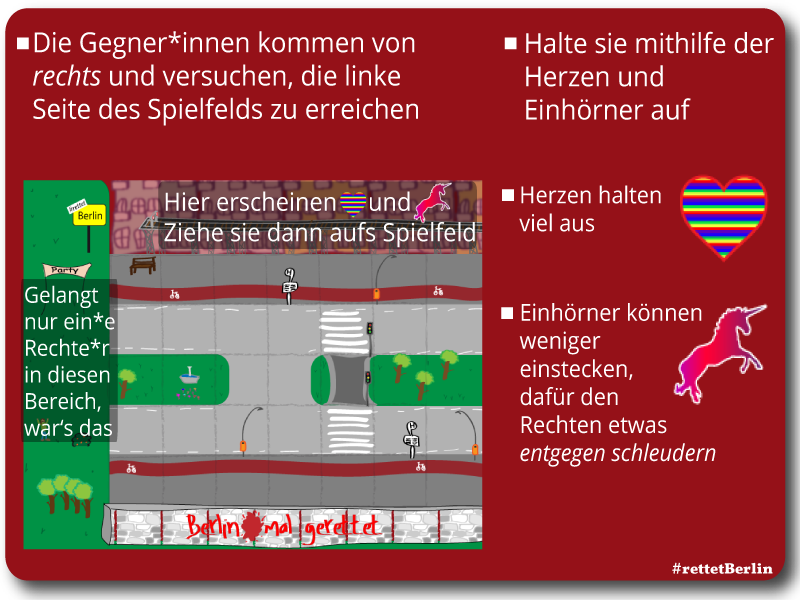 Die Gegner*innen kommen von
rechts und versuchen, die linke
Seite des Spielfelds zu erreichen
Halte sie mithilfe der
Herzen und
Einhörner auf
Hier erscheinen und
Ziehe sie dann aufs Spielfeld
#rettet
Berlin
Party
Gelangt
nur ein*e
Rechte*r
in diesen
Bereich,
war's das
Berlin mal gerettet
Herzen halten
viel aus
Einhörner können
weniger
einstecken,
dafür den
Rechten etwas
entgegen schleudern
#rettetBerlin